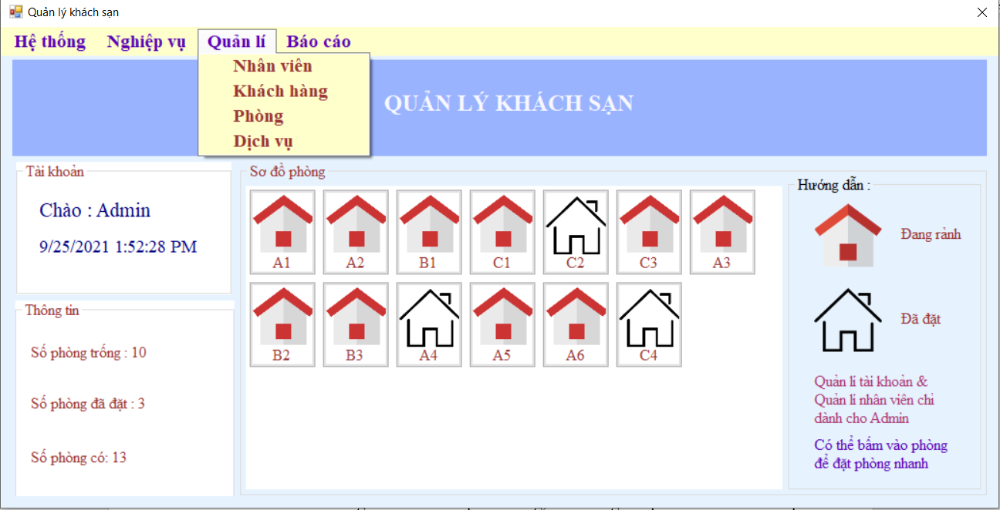 Quản lý khách sạn
Hệ thống Nghiệp vụ Quản lí Báo cáo
Nhân viên
Khách hàng
Phòng
Dịch vụ
QUẢN LÝ KHÁCH SẠN
Tài khoản
Chào : Admin
9/25/2021 1:52:28 PM
Thông tin
Số phòng trống : 10
Số phòng đã đặt : 3
Số phòng có: 13
Sơ đồ phòng
A1 A2 B1 C1 C2 C3 A3
B2 B3 A4 A5 A6 C4
Hướng dẫn :
Đang rảnh
Đã đặt
Quản lí tài khoản &
Quản lí nhân viên chỉ
dành cho Admin
Có thể bấm vào phòng
để đặt phòng nhanh